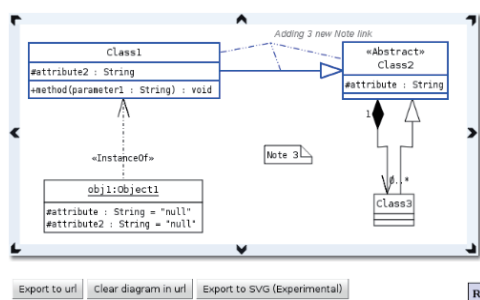 Adding 3 new Note link
Class1
#attribute2 : String
+method(parameter1 : String) : void
«Abstract»
Class2
#attribute : String
1
0..*
«InstanceOf»
Note 3
obj1:Object1
#attribute : String = "null"
#attribute2 : String = "null"
Class3
Export to url
Clear diagram in url
Export to SVG (Experimental)
R